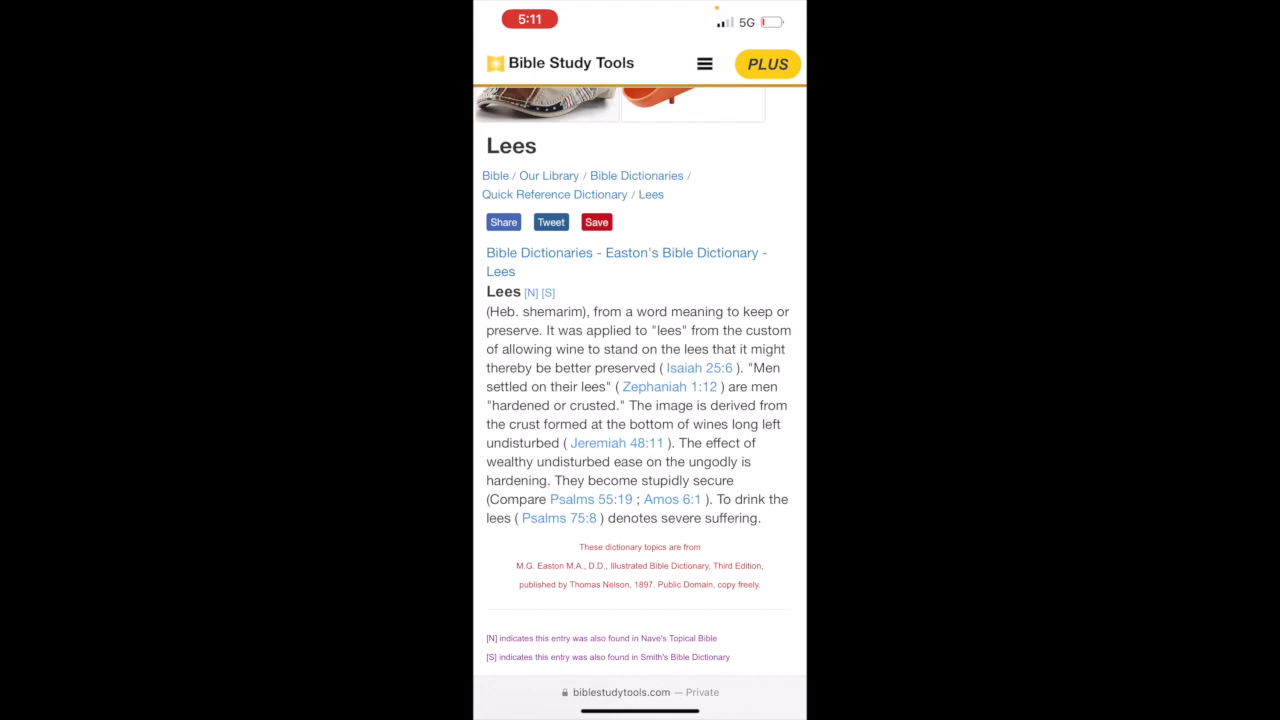 5:11
5G
Bible Study Tools
PLUS
Lees
Bible / Our Library / Bible Dictionaries /
Quick Reference Dictionary / Lees
Share Tweet Save
Bible Dictionaries - Easton's Bible Dictionary -
Lees
Lees [N] [S]
(Heb. shemarim), from a word meaning to keep or
preserve. It was applied to "lees" from the custom
of allowing wine to stand on the lees that it might
thereby be better preserved ( Isaiah 25:6 ). "Men
settled on their lees" ( Zephaniah 1:12 ) are men
"hardened or crusted." The image is derived from
the crust formed at the bottom of wines long left
undisturbed ( Jeremiah 48:11 ). The effect of
wealthy undisturbed ease on the ungodly is
hardening. They become stupidly secure
(Compare Psalms 55:19 ; Amos 6:1 ). To drink the
lees ( Psalms 75:8 ) denotes severe suffering.
These dictionary topics are from
M.G. Easton M.A., D.D., Illustrated Bible Dictionary, Third Edition,
published by Thomas Nelson, 1897. Public Domain, copy freely.
[N] indicates this entry was also found in Nave's Topical Bible
[S] indicates this entry was also found in Smith's Bible Dictionary
biblestudytools.com — Private